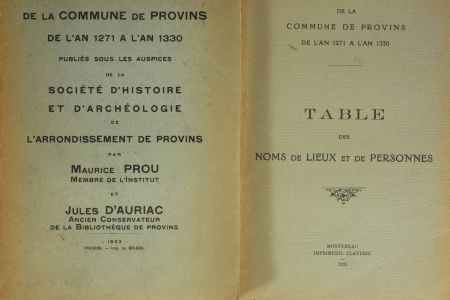 DE LA COMMUNE DE PROVINS
DE L'AN 1271 A L'AN 1330
PUBLIÉS SOUS LES AUSPICES
DE LA
SOCIÉTÉ D'HISTOIRE
ET D'ARCHÉOLOGIE
DE
L'ARRONDISSEMENT DE PROVINS
PAR
MAURICE PROU
MEMBRE DE L'INSTITUT
ET
JULES D'AURIAC
ANCIEN CONSERVATEUR
DE LA BIBLIOTHÈQUE DE PROVINS
1933
DE LA
COMMUNE DE PROVINS
DE L'AN 1271 A L'AN 1330
TABLE
DES
NOMS DE LIEUX ET DE PERSONNES
MONTEREAU
IMPRIMERIE CLAVERIE